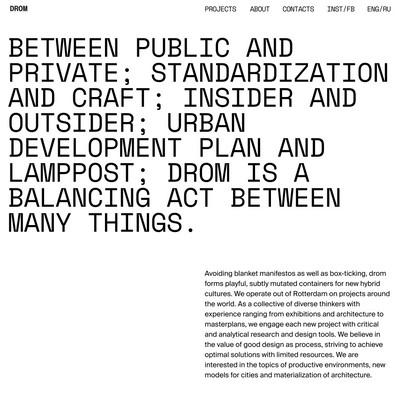 DROM
PROJECTS ABOUT CONTACTS INST/FB ENG/RU
BETWEEN PUBLIC AND
PRIVATE; STANDARDIZATION
AND CRAFT; INSIDER AND
OUTSIDER; URBAN
DEVELOPMENT PLAN AND
LAMPPOST; DROM IS A
BALANCING ACT BETWEEN
MANY THINGS.
Avoiding blanket manifestos as well as box-ticking, drom
forms playful, subtly mutated containers for new hybrid
cultures. We operate out of Rotterdam on projects around
the world. As a collective of diverse thinkers with
experience ranging from exhibitions and architecture to
masterplans, we engage each new project with critical
and analytical research and design tools. We believe in
the value of good design as process, striving to achieve
optimal solutions with limited resources. We are
interested in the topics of productive environments, new
models for cities and materialization of architecture.